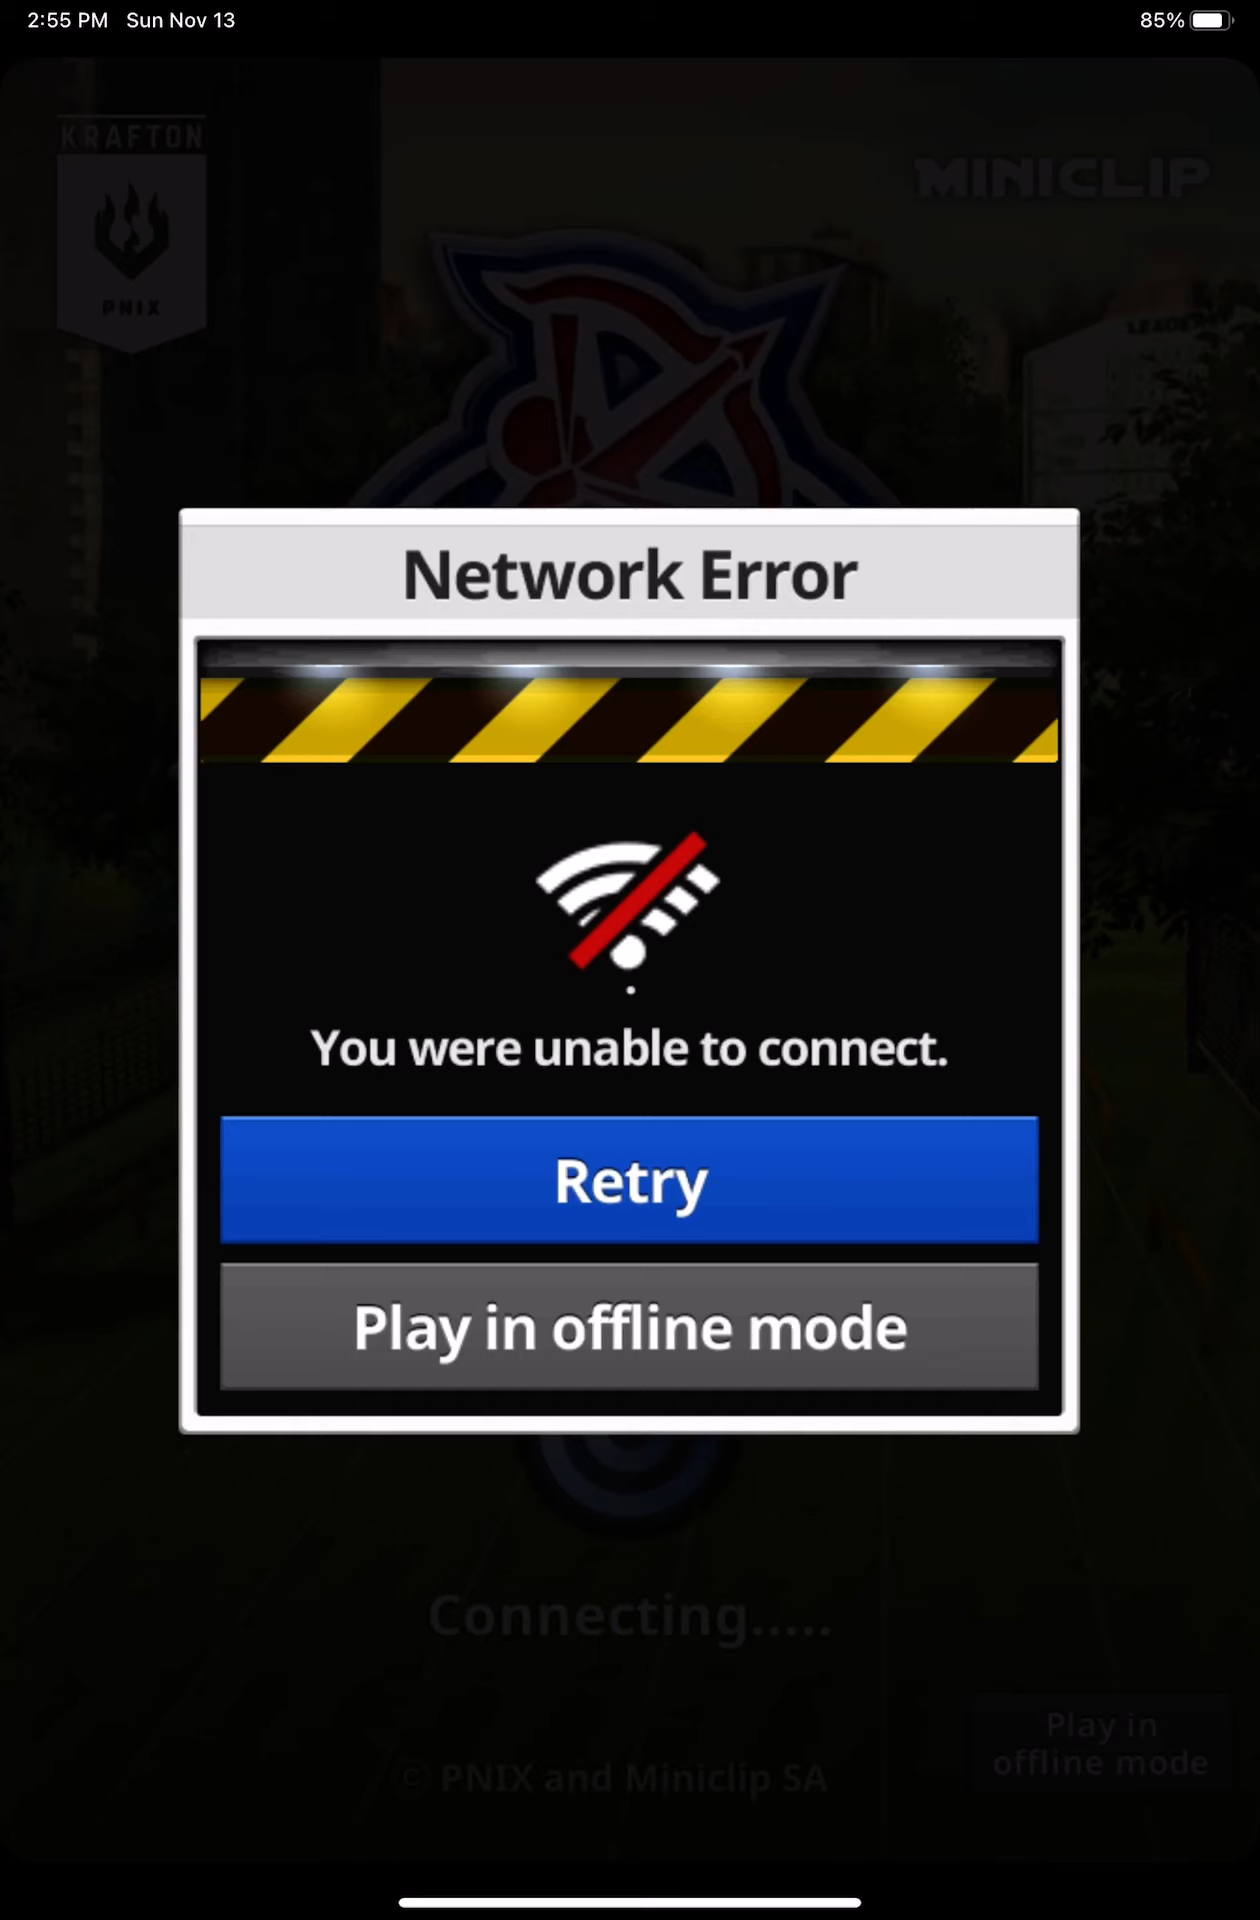 2:55 PM Sun Nov 13
85%
KRAFTON
PNIX
MINICLIP
Network Error
You were unable to connect.
Retry
Play in offline mode
Connecting.....
Play in
offline mode
© PNIX and Miniclip SA